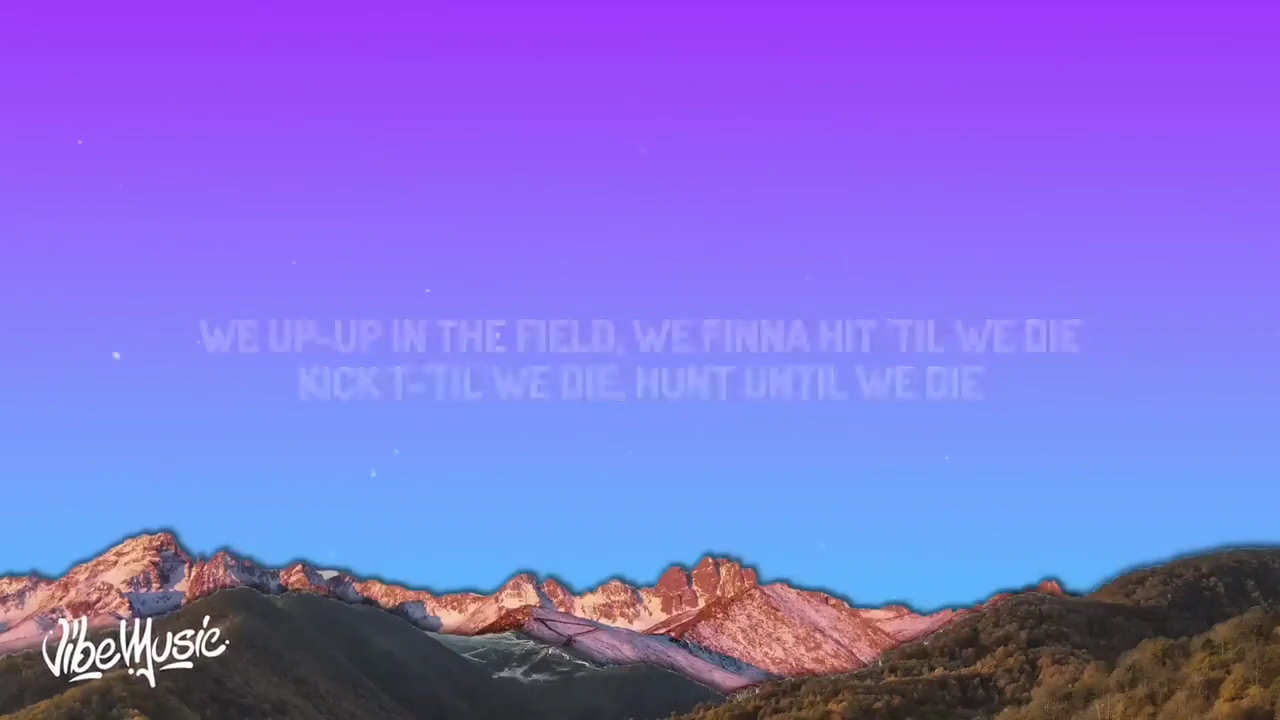 WE UP-UP IN THE FIELD, WE FINNA HIT 'TIL WE DIE
KICK T-'TIL WE DIE, HUNT UNTIL WE DIE
VibeMusic.